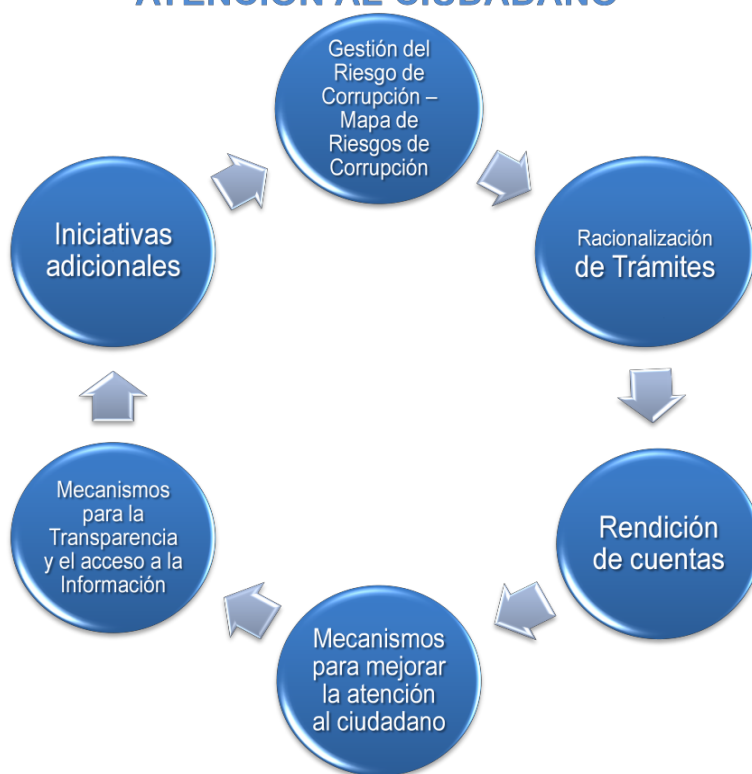 ATENCIÓN AL CIUDADANO
Gestión del
Riesgo de
Corrupción –
Mapa de
Riesgos de
Corrupción
Racionalización
de Trámites
Rendición
de cuentas
Mecanismos
para mejorar
la atención
al ciudadano
Mecanismos
para la
Transparencia
y el acceso a la
Información
Iniciativas
adicionales